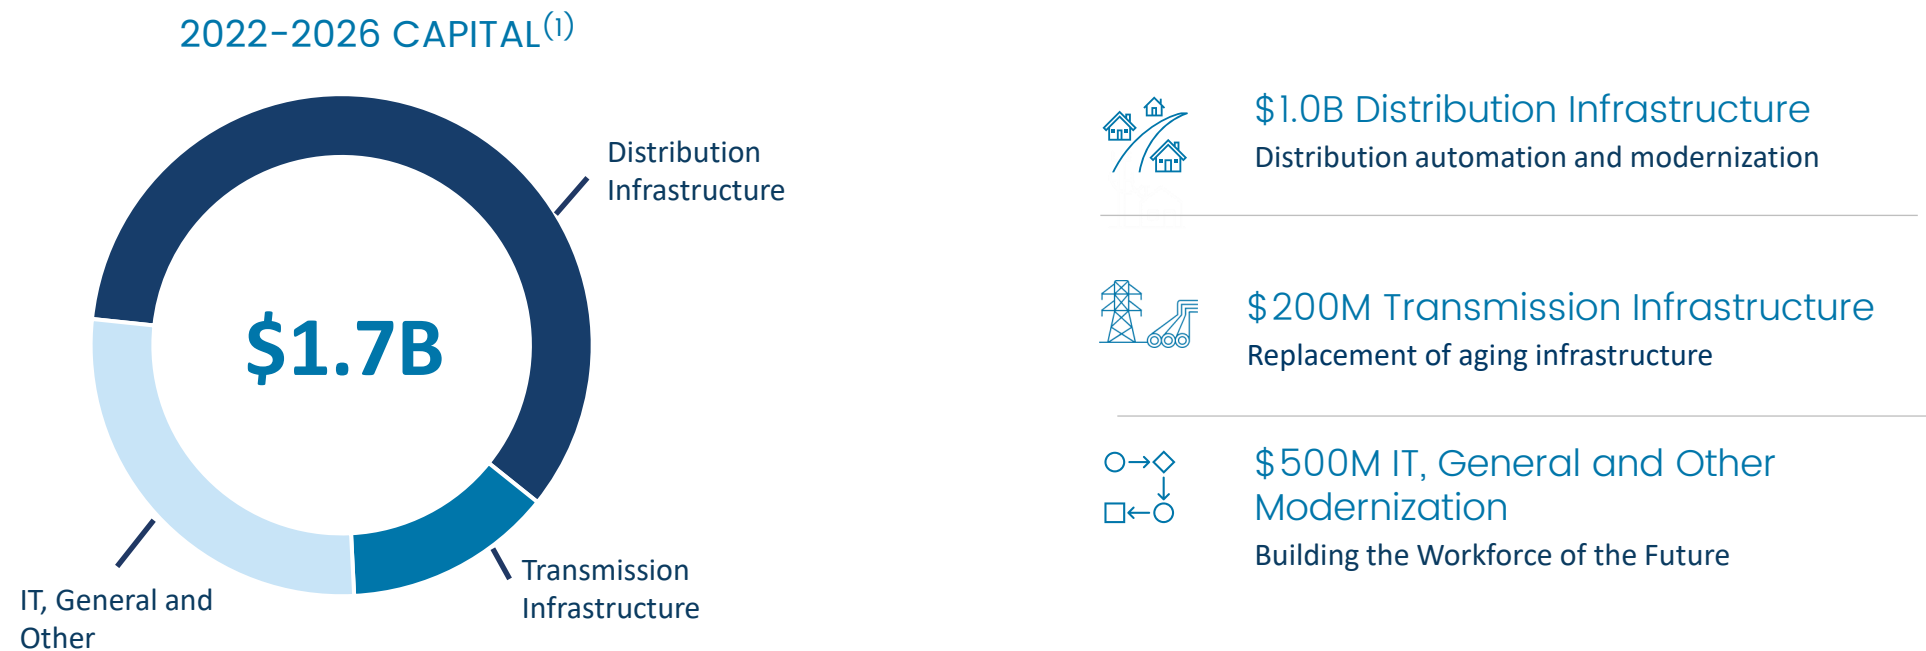 2022-2026 CAPITAL(1)
Distribution
Infrastructure
$1.7B
Transmission
Infrastructure
IT, General and
Other
$1.0B Distribution Infrastructure
Distribution automation and modernization
$200M Transmission Infrastructure
Replacement of aging infrastructure
$500M IT, General and Other
Modernization
Building the Workforce of the Future